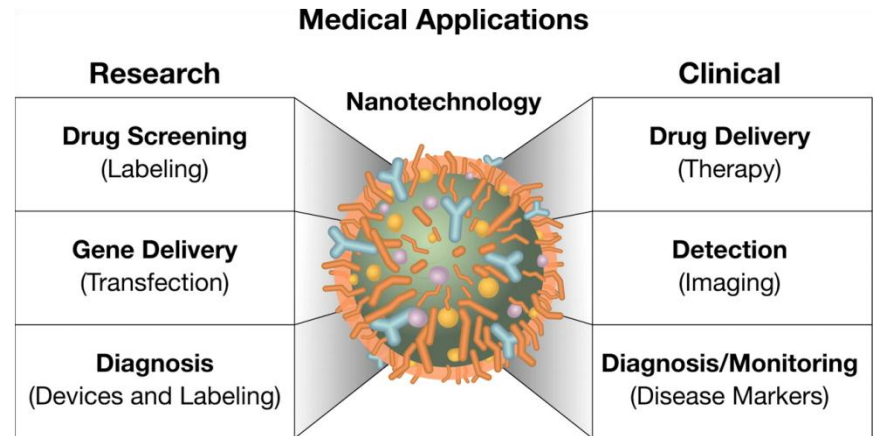 Medical Applications
Research
Nanotechnology
Clinical
Drug Screening
(Labeling)
Gene Delivery
(Transfection)
Diagnosis
(Devices and Labeling)
Drug Delivery
(Therapy)
Detection
(Imaging)
Diagnosis/Monitoring
(Disease Markers)